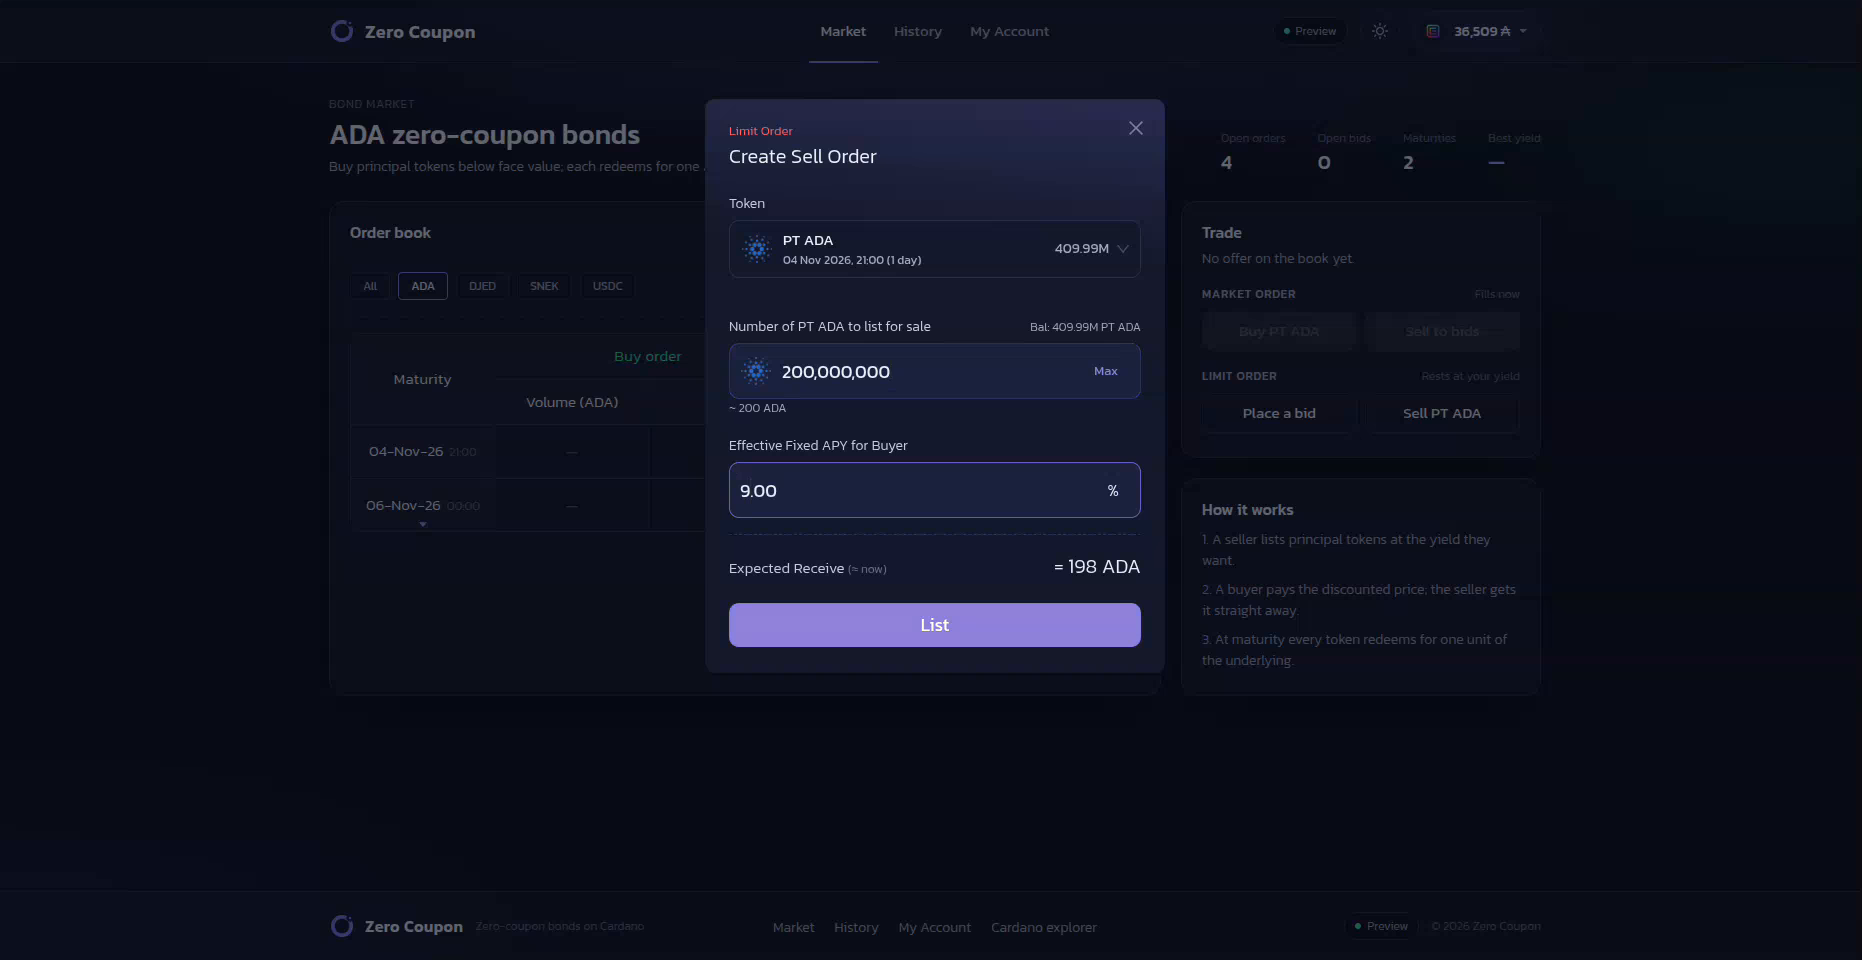 Zero Coupon
Market
History
My Account
Preview
36,509 ₳
BOND MARKET
ADA zero-coupon bonds
Buy principal tokens below face value; each redeems for one
Open orders
4
Open bids
0
Maturities
2
Best yield
—
Order book
All
ADA
DJED
SNEK
USDC
Maturity
Buy order
Volume (ADA)
04-Nov-26 21:00
—
06-Nov-26 00:00
—
Limit Order
Create Sell Order
Token
PT ADA
04 Nov 2026, 21:00 (1 day)
409.99M
Number of PT ADA to list for sale
Bal: 409.99M PT ADA
200,000,000
Max
~ 200 ADA
Effective Fixed APY for Buyer
9.00
%
Expected Receive (≈ now)
= 198 ADA
List
Trade
No offer on the book yet.
MARKET ORDER
Fills now
Buy PT ADA
Sell to bids
LIMIT ORDER
Rests at your yield
Place a bid
Sell PT ADA
How it works
1. A seller lists principal tokens at the yield they
want.
2. A buyer pays the discounted price; the seller gets
it straight away.
3. At maturity every token redeems for one unit of
the underlying.
Zero Coupon
Zero-coupon bonds on Cardano
Market
History
My Account
Cardano explorer
Preview
© 2026 Zero Coupon